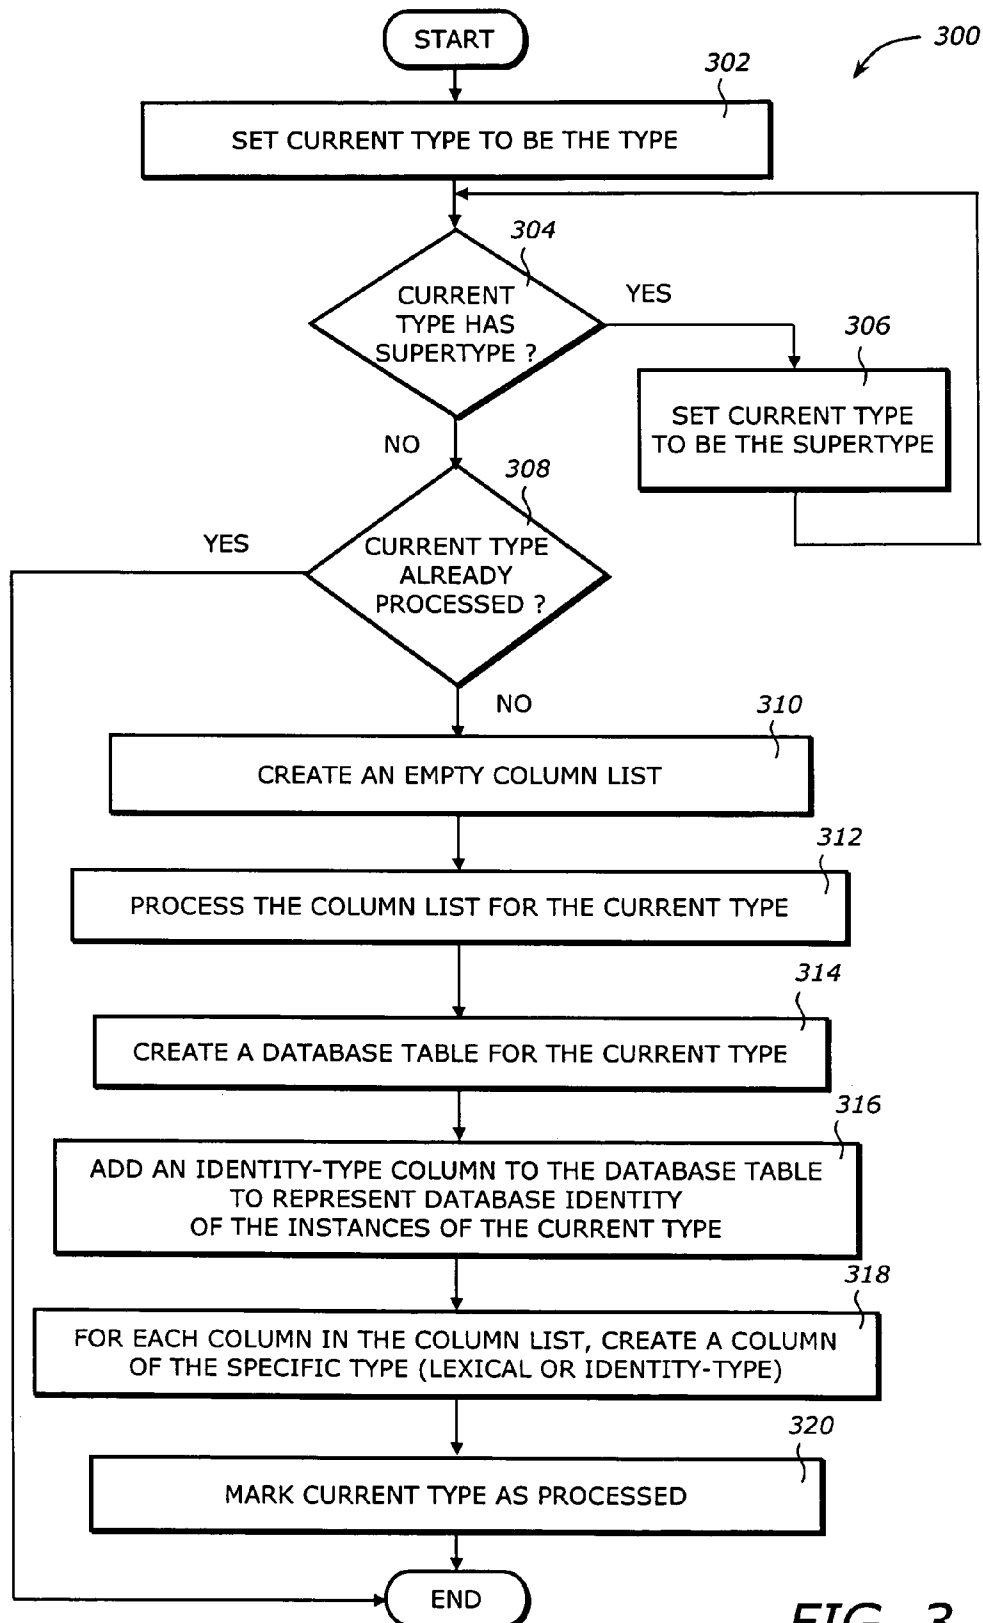 START
300
302
SET CURRENT TYPE TO BE THE TYPE
304
CURRENT
TYPE HAS
SUPERTYPE ?
YES
306
SET CURRENT TYPE
TO BE THE SUPERTYPE
NO
308
YES
CURRENT TYPE
ALREADY
PROCESSED ?
NO
310
CREATE AN EMPTY COLUMN LIST
312
PROCESS THE COLUMN LIST FOR THE CURRENT TYPE
314
CREATE A DATABASE TABLE FOR THE CURRENT TYPE
316
ADD AN IDENTITY-TYPE COLUMN TO THE DATABASE TABLE
TO REPRESENT DATABASE IDENTITY
OF THE INSTANCES OF THE CURRENT TYPE
318
FOR EACH COLUMN IN THE COLUMN LIST, CREATE A COLUMN
OF THE SPECIFIC TYPE (LEXICAL OR IDENTITY-TYPE)
320
MARK CURRENT TYPE AS PROCESSED
END
FIG. 3